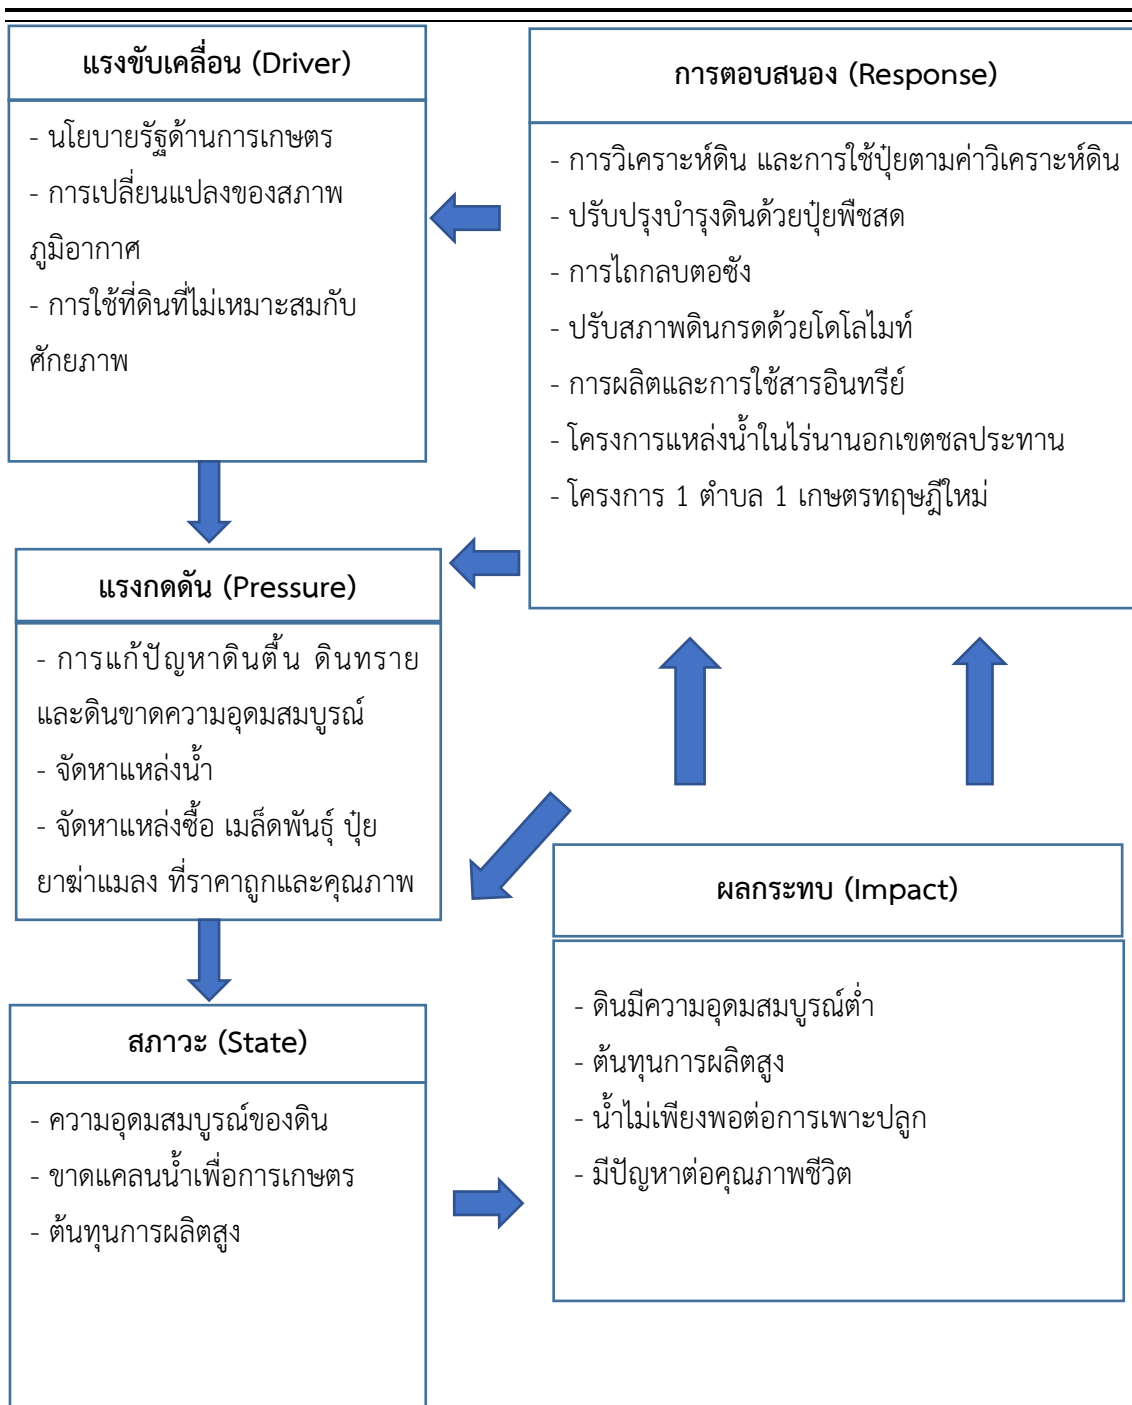 แรงขับเคลื่อน (Driver)
- นโยบายรัฐด้านการเกษตร
- การเปลี่ยนแปลงของสภาพ
ภูมิอากาศ
- การใช้ที่ดินที่ไม่เหมาะสมกับ
ศักยภาพ
การตอบสนอง (Response)
- การวิเคราะห์ดิน และการใช้ปุ๋ยตามค่าวิเคราะห์ดิน
- ปรับปรุงบำรุงดินด้วยปุ๋ยพืชสด
- การไถกลบตอซัง
- ปรับสภาพดินกรดด้วยโดโลไมท์
- การผลิตและการใช้สารอินทรีย์
- โครงการแหล่งน้ำในไร่นานอกเขตชลประทาน
- โครงการ 1 ตำบล 1 เกษตรทฤษฎีใหม่
แรงกดดัน (Pressure)
- การแก้ปัญหาดินตื้น ดินทราย
และดินขาดความอุดมสมบูรณ์
- จัดหาแหล่งน้ำ
- จัดหาแหล่งซื้อ เมล็ดพันธุ์ ปุ๋ย
ยาฆ่าแมลง ที่ราคาถูกและคุณภาพ
ผลกระทบ (Impact)
- ดินมีความอุดมสมบูรณ์ต่ำ
- ต้นทุนการผลิตสูง
- น้ำไม่เพียงพอต่อการเพาะปลูก
- มีปัญหาต่อคุณภาพชีวิต
สภาวะ (State)
- ความอุดมสมบูรณ์ของดิน
- ขาดแคลนน้ำเพื่อการเกษตร
- ต้นทุนการผลิตสูง